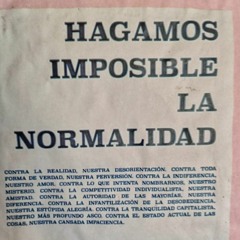 HAGAMOS
IMPOSIBLE
LA
NORMALIDAD
CONTRA LA REALIDAD, NUESTRA DESORIENTACIÓN. CONTRA TODA
FORMA DE VERDAD, NUESTRA PERVERSIÓN. CONTRA LA INDIFERENCIA,
NUESTRO AMOR. CONTRA LO QUE INTENTA NOMBRARNOS, NUESTRO
MISTERIO. CONTRA LA COMPETITIVIDAD INDIVIDUALISTA, NUESTRA
AMISTAD. CONTRA LA AUTORIDAD DE LAS MAYORÍAS, NUESTRA
DIFERENCIA. CONTRA LA INFANTILIZACIÓN DE LA DESOBEDIENCIA,
NUESTRA ESTÚPIDA ALEGRÍA. CONTRA LA TRANQUILIDAD CAPITALISTA,
NUESTRO MÁS PROFUNDO ASCO. CONTRA EL ESTADO ACTUAL DE LAS
COSAS, NUESTRA CANSADA IMPACIENCIA.